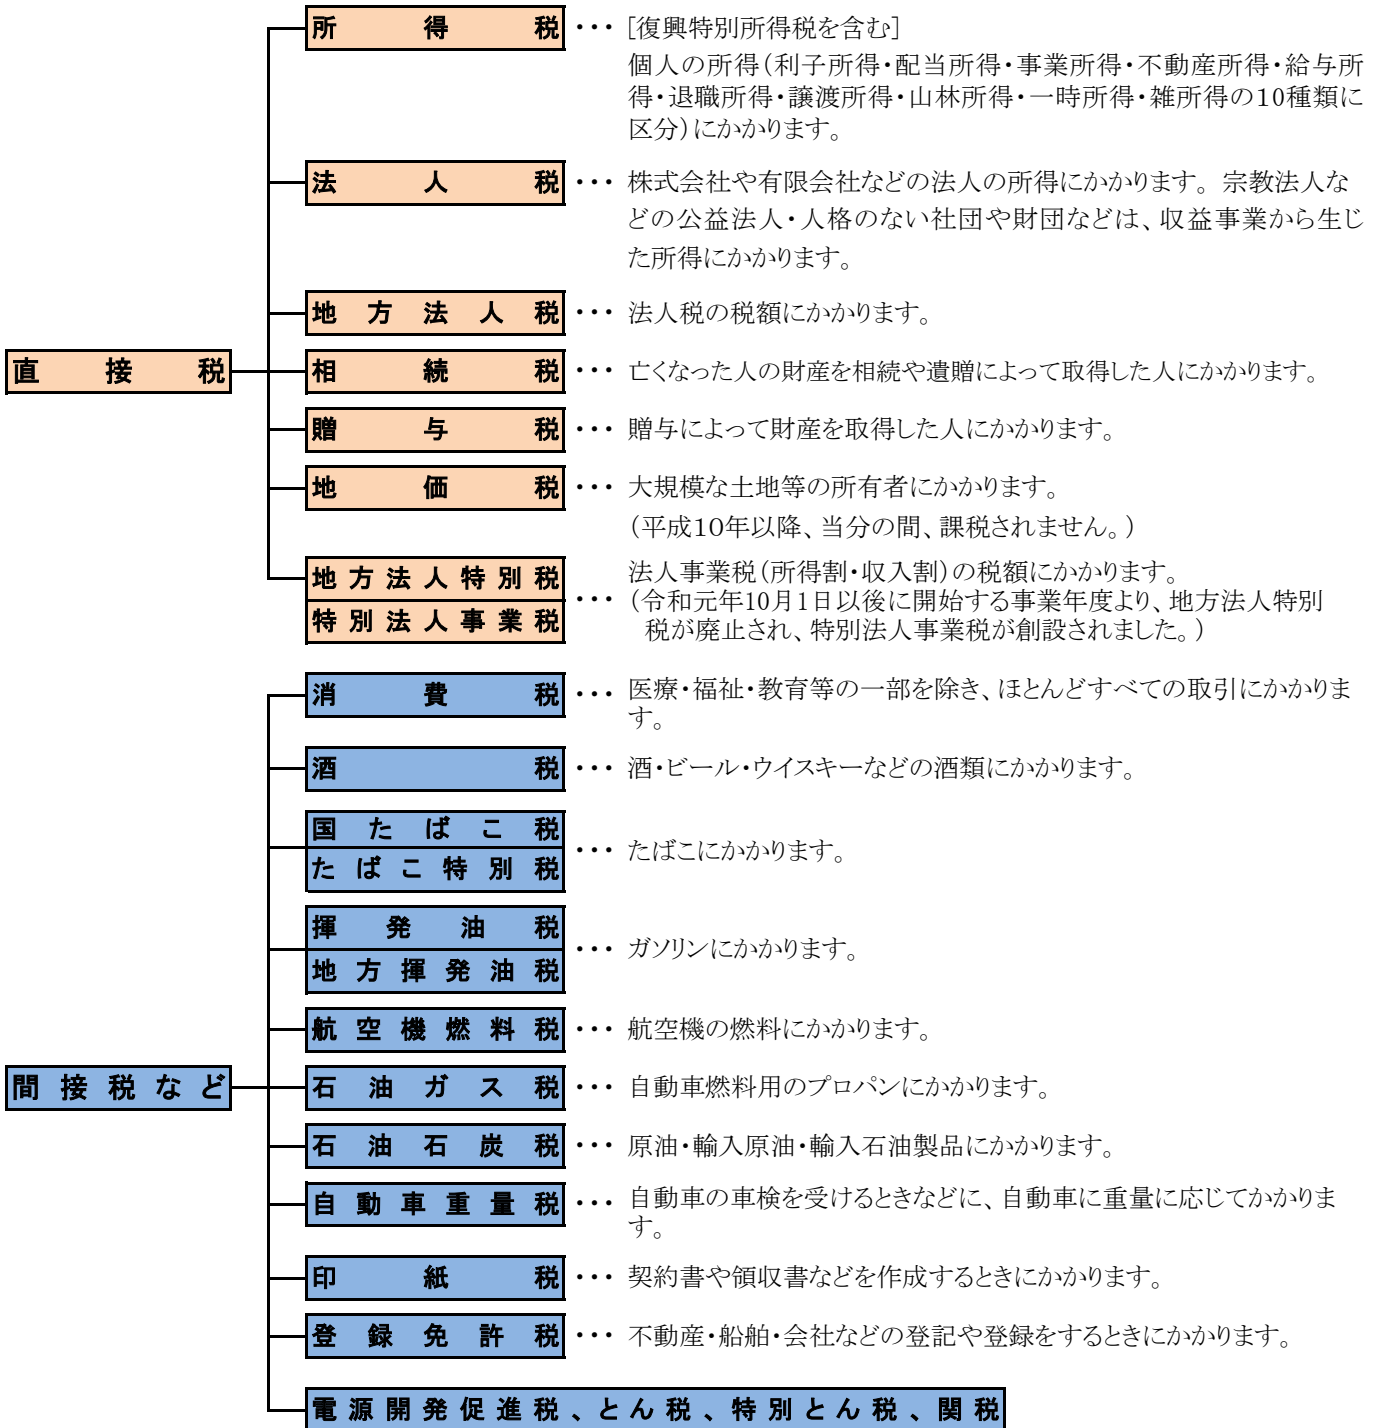 所得税 ・・・ [復興特別所得税を含む]
個人の所得(利子所得・配当所得・事業所得・不動産所得・給与所
得・退職所得・譲渡所得・山林所得・一時所得・雑所得の10種類に
区分)にかかります。
法人税 ・・・ 株式会社や有限会社などの法人の所得にかかります。宗教法人な
どの公益法人・人格のない社団や財団などは、収益事業から生じ
た所得にかかります。
地方法人税 ・・・ 法人税の税額にかかります。
直接税
相続税 ・・・ 亡くなった人の財産を相続や遺贈によって取得した人にかかります。
贈与税 ・・・ 贈与によって財産を取得した人にかかります。
地価税 ・・・ 大規模な土地等の所有者にかかります。
(平成10年以降、当分の間、課税されません。)
地方法人特別税
特別法人事業税
・・・ 法人事業税(所得割・収入割)の税額にかかります。
(令和元年10月1日以後に開始する事業年度より、地方法人特別
税が廃止され、特別法人事業税が創設されました。)
消費税 ・・・ 医療・福祉・教育等の一部を除き、ほとんどすべての取引にかかりま
す。
酒税 ・・・ 酒・ビール・ウイスキーなどの酒類にかかります。
国たばこ税
たばこ特別税
・・・ たばこにかかります。
揮発油税
地方揮発油税
・・・ ガソリンにかかります。
航空機燃料税 ・・・ 航空機の燃料にかかります。
間接税など
石油ガス税 ・・・ 自動車燃料用のプロパンにかかります。
石油石炭税 ・・・ 原油・輸入原油・輸入石油製品にかかります。
自動車重量税 ・・・ 自動車の車検を受けるときなどに、自動車に重量に応じてかかりま
す。
印紙税 ・・・ 契約書や領収書などを作成するときにかかります。
登録免許税 ・・・ 不動産・船舶・会社などの登記や登録をするときにかかります。
電源開発促進税、とん税、特別とん税、関税